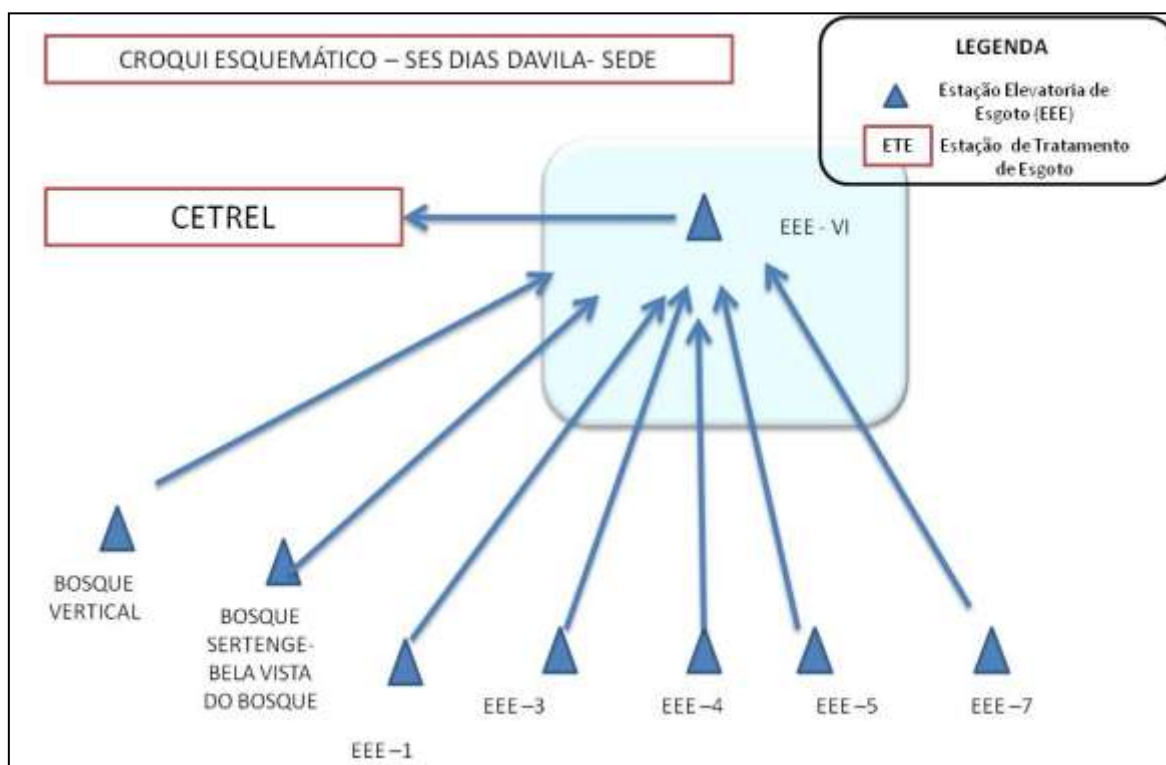 CROQUI ESQUEMÁTICO – SES DIAS DAVILA- SEDE
LEGENDA
Estação Elevatoria de
Esgoto (EEE)
ETE
Estação de Tratamento
de Esgoto
CETREL
EEE - VI
BOSQUE
VERTICAL
BOSQUE
SERTENGE-
BELA VISTA
DO BOSQUE
EEE –1
EEE –3
EEE –4
EEE –5
EEE –7